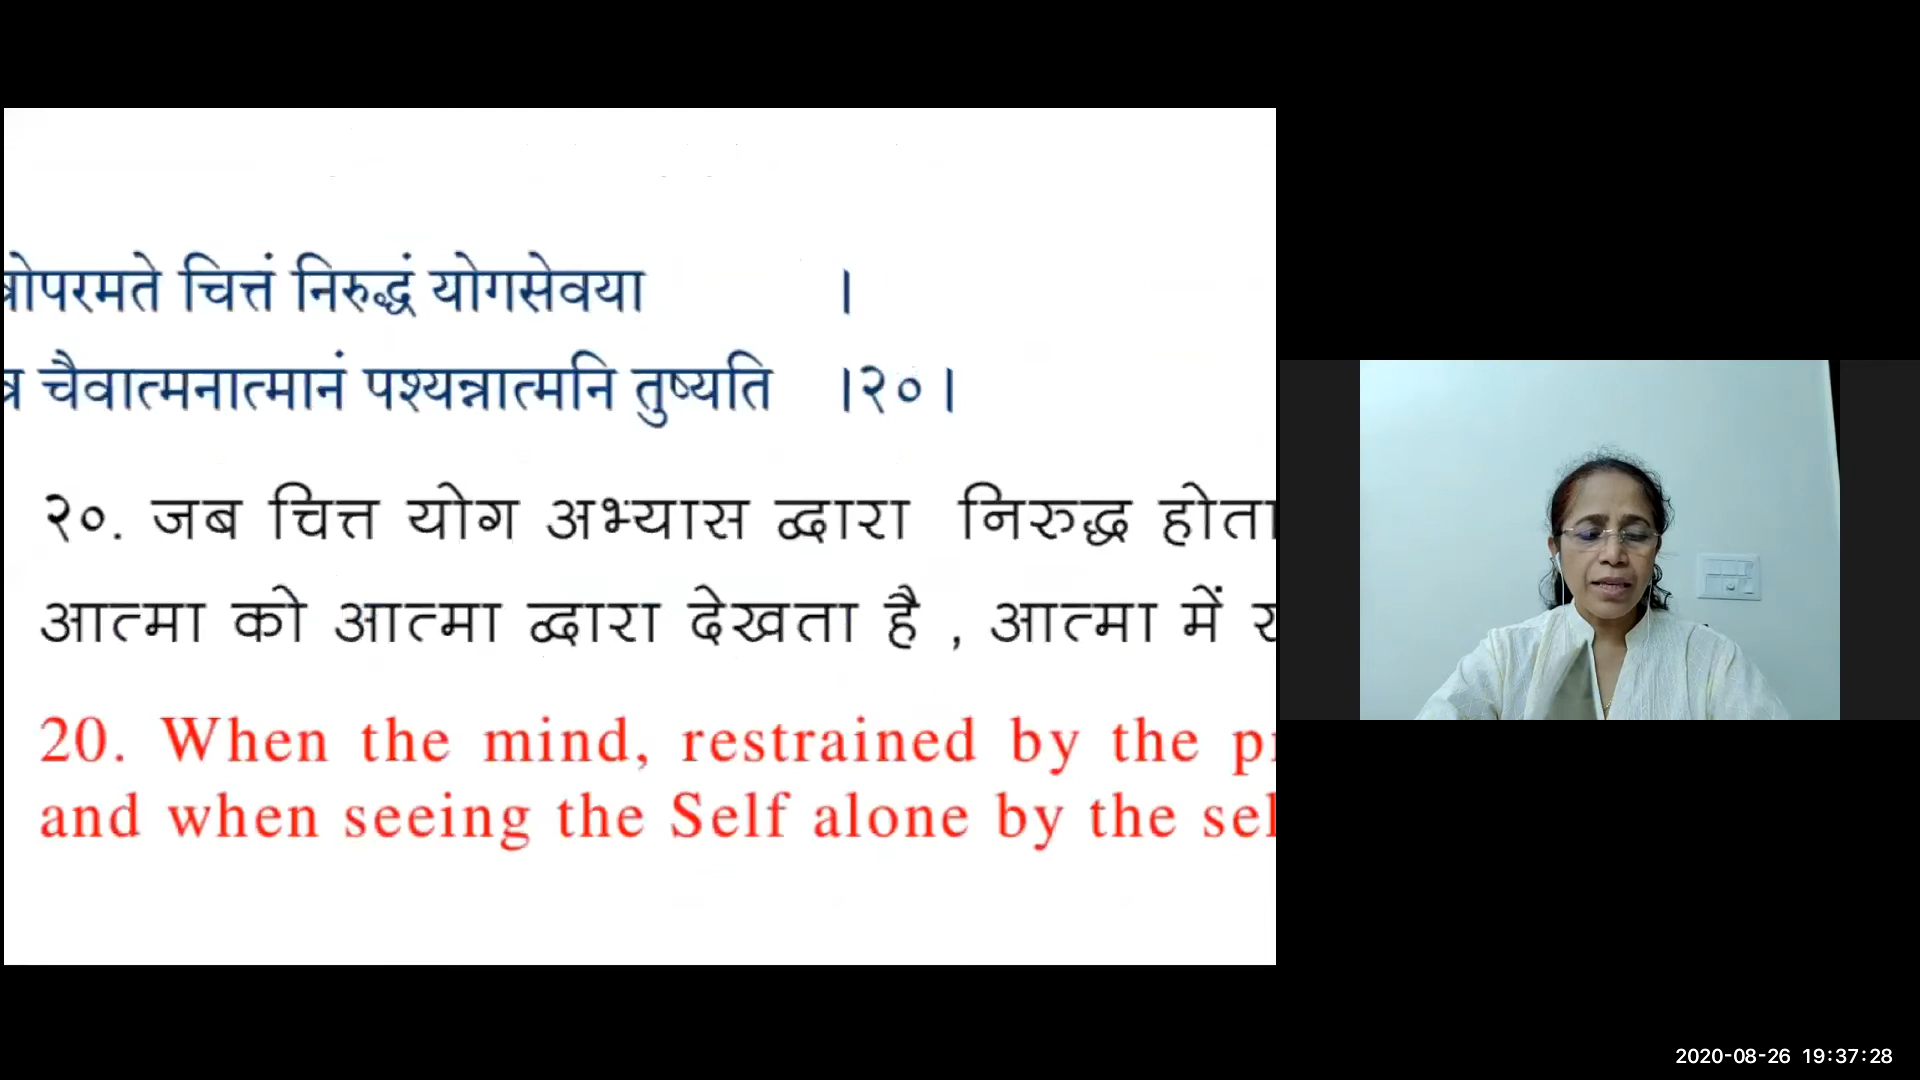 चित्तं निरुद्धं योगसेवया ।
चैवात्मनात्मानं पश्यन्नात्मनि तुष्यति ।२०।
२०. जब चित्त योग अभ्यास द्वारा निरुद्ध होता
आत्मा को आत्मा द्वारा देखता है , आत्मा में
20. When the mind, restrained by the
and when seeing the Self alone by the
2020-08-26 19:37:28